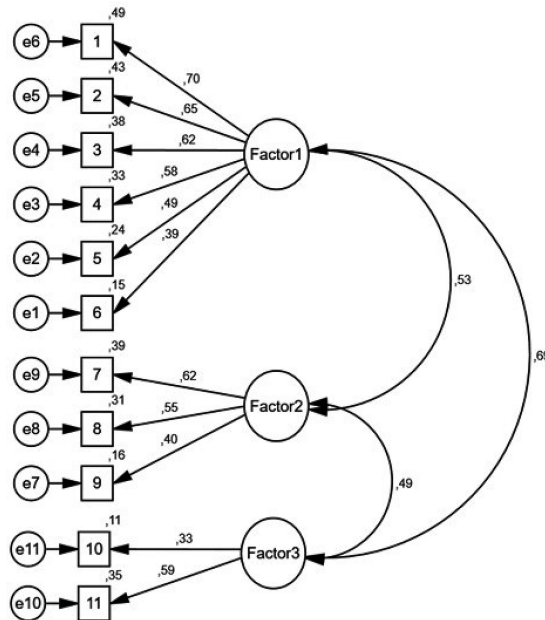 ,49
e6 1
,70
,43
e5 2
,65
,38
e4 3
,62
Factor1
,33
e3 4
,58
,49
,24
e2 5
,39
,15
e1 6
,53
,39
e9 7
,62
,31
e8 8
,55
Factor2
,16
e7 9
,40
,49
,11
e11 10
,33
Factor3
,35
e10 11
,59